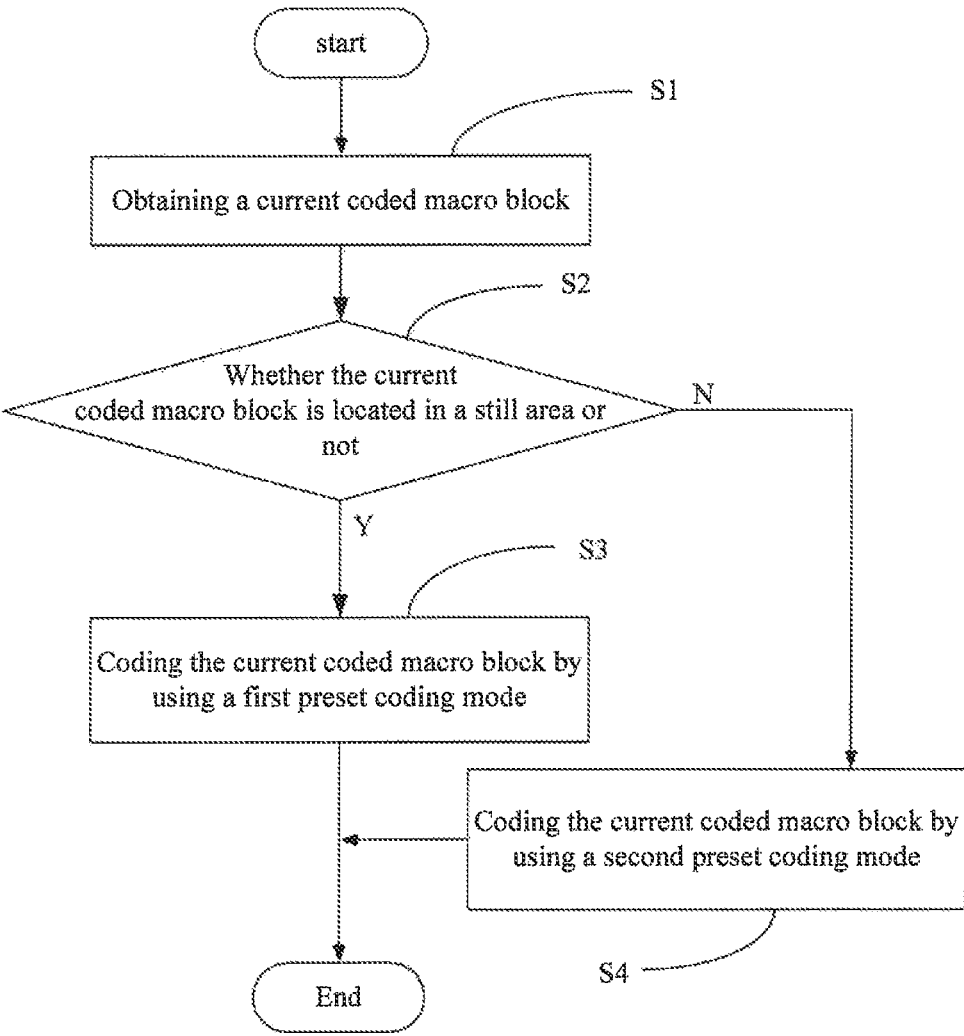 start
S1
Obtaining a current coded macro block
S2
Whether the current
coded macro block is located in a still area or
not
N
Y
S3
Coding the current coded macro block by
using a first preset coding mode
Coding the current coded macro block by
using a second preset coding mode
S4
End